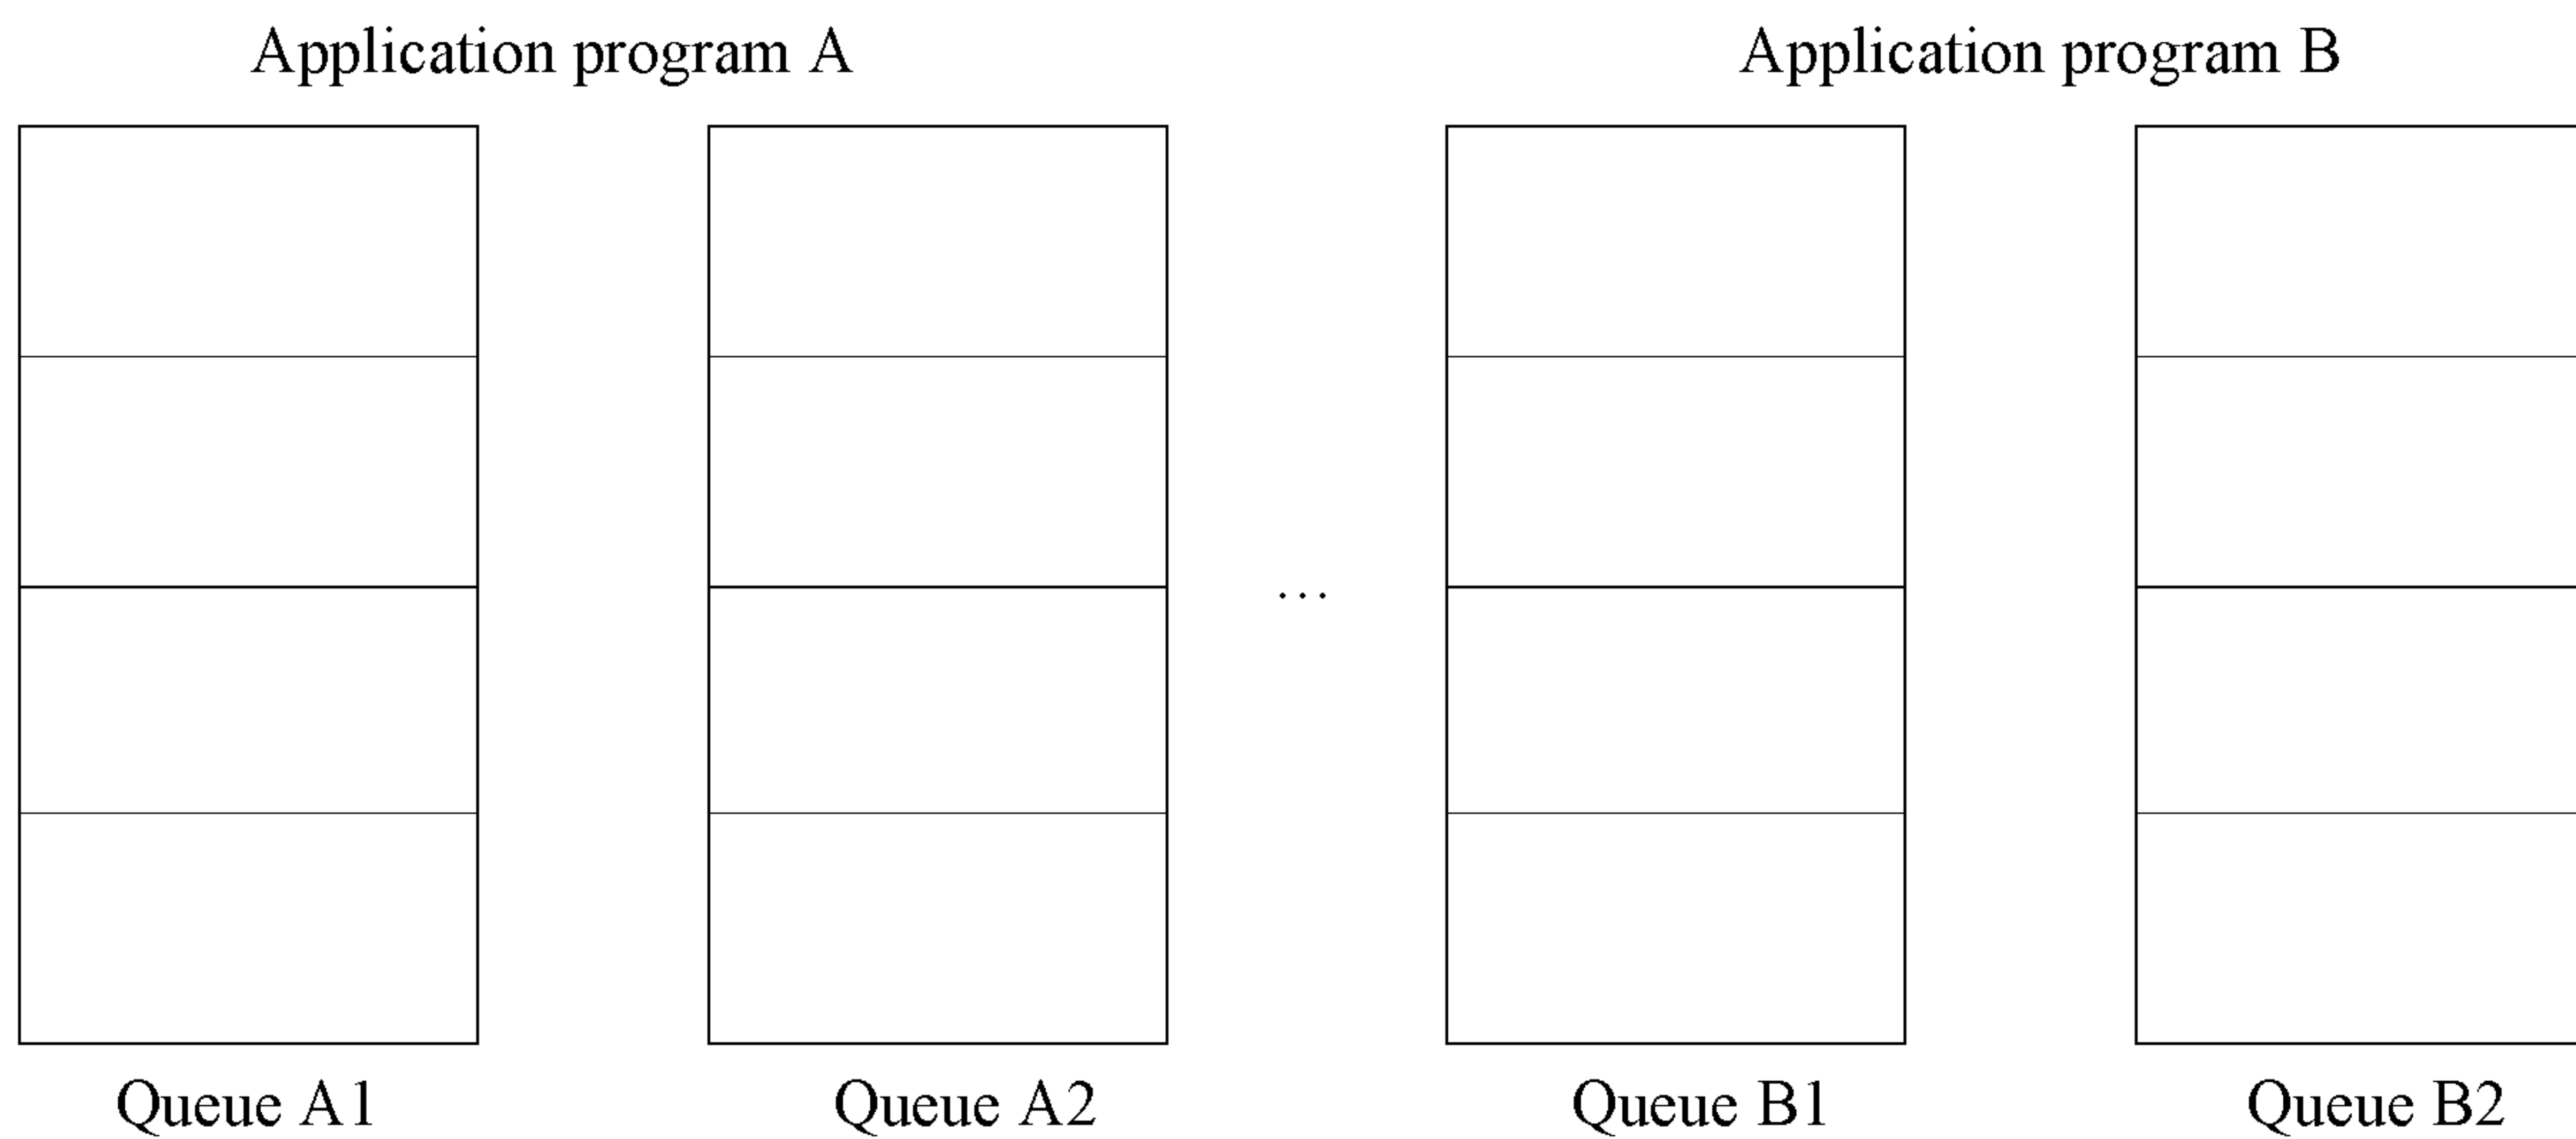 Application program A
Application program B
…
Queue A1
Queue A2
Queue B1
Queue B2